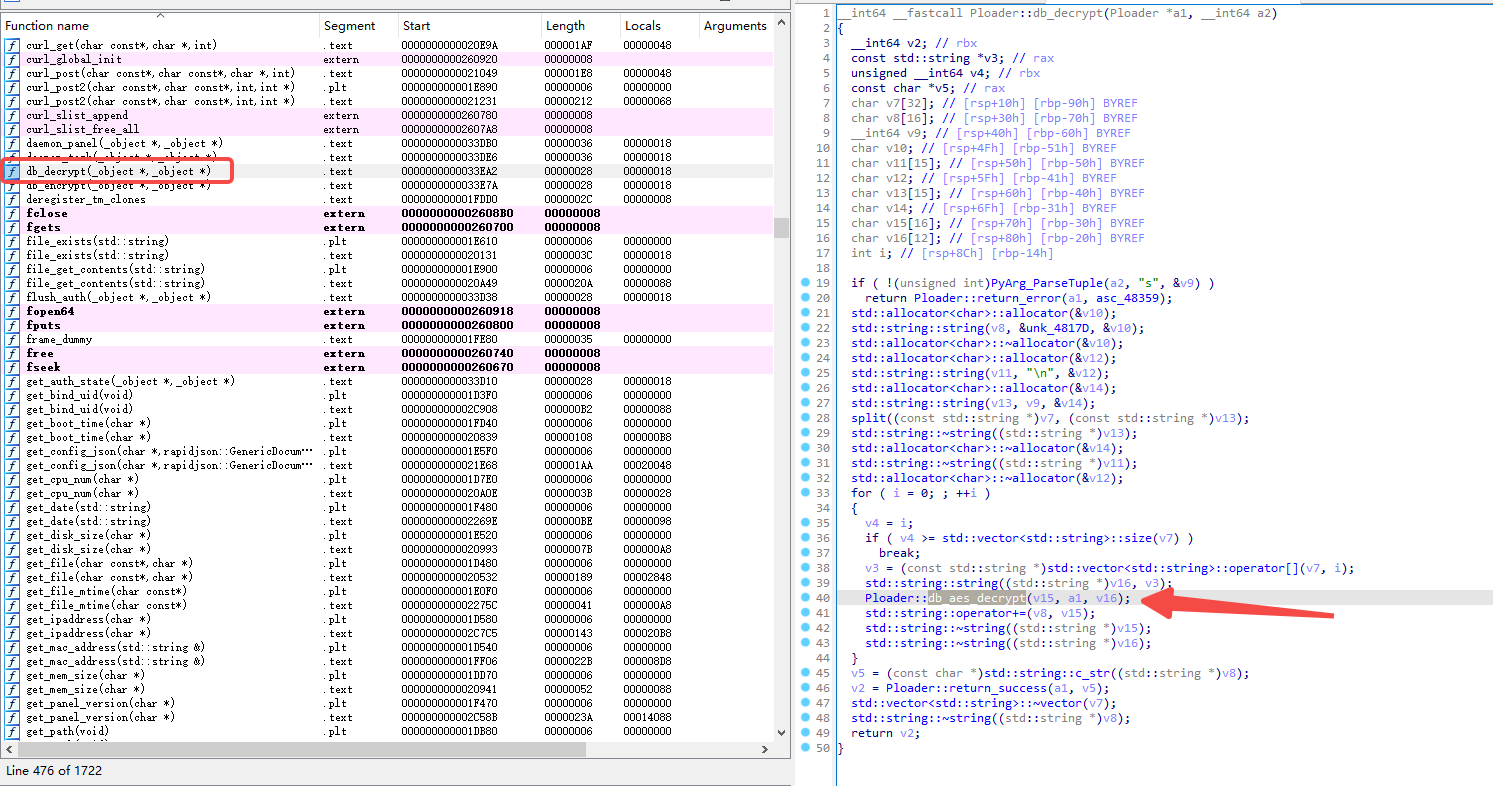 Function name Segment Start Length Locals Arguments
curl_get(char const*,char *,int) .text 0000000000020E9A 000001AF 00000048
curl_global_init extern 0000000000260920 00000008
curl_post(char const*,char const*,char *,int) .text 0000000000021049 000001E8 00000048
curl_post2(char const*,char const*,int,int *) .plt 000000000001E890 00000006 00000000
curl_post2(char const*,char const*,int,int *) .text 0000000000021231 00000212 00000068
curl_slist_append extern 0000000000260780 00000008
curl_slist_free_all extern 00000000002607A8 00000008
daemon_panel(_object *,_object *) .text 0000000000033DB0 00000036 00000018
.text 0000000000033DE6 00000036 00000018
db_decrypt(_object *,_object *) .text 0000000000033EA2 00000028 00000018
db_encrypt(_object *,_object *) .text 0000000000033E7A 00000028 00000018
deregister_tm_clones .text 000000000001FDD0 0000002C 00000008
fclose extern 00000000002608B0 00000008
fgets extern 0000000000260700 00000008
file_exists(std::string) .plt 000000000001E610 00000006 00000000
file_exists(std::string) .text 0000000000020131 0000003C 00000018
file_get_contents(std::string) .plt 000000000001E900 00000006 00000000
file_get_contents(std::string) .text 0000000000020A49 0000020A 00000088
flush_auth(_object *,_object *) .text 0000000000033D38 00000028 00000018
fopen64 extern 0000000000260918 00000008
fputs extern 0000000000260800 00000008
frame_dummy .text 000000000001FE80 00000035 00000000
free extern 0000000000260740 00000008
fseek extern 0000000000260670 00000008
get_auth_state(_object *,_object *) .text 0000000000033D10 00000028 00000018
get_bind_uid(void) .plt 000000000001D3F0 00000006 00000000
get_bind_uid(void) .text 000000000002C908 000000B2 00000088
get_boot_time(char *) .plt 000000000001FD40 00000006 00000000
get_boot_time(char *) .text 0000000000020839 00000108 000000B8
get_config_json(char *,rapidjson::GenericDocum… .plt 000000000001E5F0 00000006 00000000
get_config_json(char *,rapidjson::GenericDocum… .text 0000000000021E68 000001AA 00020048
get_cpu_num(char *) .plt 000000000001D7E0 00000006 00000000
get_cpu_num(char *) .text 0000000000020A0E 0000003B 00000028
get_date(std::string) .plt 000000000001F480 00000006 00000000
get_date(std::string) .text 000000000002269E 000000BE 00000098
get_disk_size(char *) .plt 000000000001E520 00000006 00000000
get_disk_size(char *) .text 0000000000020993 0000007B 000000A8
get_file(char const*,char *) .plt 000000000001D480 00000006 00000000
get_file(char const*,char *) .text 0000000000020532 00000189 00002848
get_file_mtime(char const*) .plt 000000000001E0F0 00000006 00000000
get_file_mtime(char const*) .text 000000000002275C 00000041 000000A8
get_ipaddress(char *) .plt 000000000001D580 00000006 00000000
get_ipaddress(char *) .text 000000000002C7C5 00000143 000020B8
get_mac_address(std::string &) .plt 000000000001D540 00000006 00000000
get_mac_address(std::string &) .text 000000000001FF06 0000022B 000008D8
get_mem_size(char *) .plt 000000000001DD70 00000006 00000000
get_mem_size(char *) .text 0000000000020941 00000052 00000088
get_panel_version(char *) .plt 000000000001F470 00000006 00000000
get_panel_version(char *) .text 000000000002C58B 0000023A 00014088
get_path(void) .plt 000000000001DB80 00000006 00000000
Line 476 of 1722
1 __int64 __fastcall Ploader::db_decrypt(Ploader *a1, __int64 a2)
2 {
3 __int64 v2; // rbx
4 const std::string *v3; // rax
5 unsigned __int64 v4; // rbx
6 const char *v5; // rax
7 char v7[32]; // [rsp+10h] [rbp-90h] BYREF
8 char v8[16]; // [rsp+30h] [rbp-70h] BYREF
9 __int64 v9; // [rsp+40h] [rbp-60h] BYREF
10 char v10; // [rsp+4Fh] [rbp-51h] BYREF
11 char v11[15]; // [rsp+50h] [rbp-50h] BYREF
12 char v12; // [rsp+5Fh] [rbp-41h] BYREF
13 char v13[15]; // [rsp+60h] [rbp-40h] BYREF
14 char v14; // [rsp+6Fh] [rbp-31h] BYREF
15 char v15[16]; // [rsp+70h] [rbp-30h] BYREF
16 char v16[12]; // [rsp+80h] [rbp-20h] BYREF
17 int i; // [rsp+8Ch] [rbp-14h]
18
19 if ( !(unsigned int)PyArg_ParseTuple(a2, "s", &v9) )
20 return Ploader::return_error(a1, asc_48359);
21 std::allocator<char>::allocator(&v10);
22 std::string::string(v8, &unk_4817D, &v10);
23 std::allocator<char>::~allocator(&v10);
24 std::allocator<char>::allocator(&v12);
25 std::string::string(v11, "\n", &v12);
26 std::allocator<char>::allocator(&v14);
27 std::string::string(v13, v9, &v14);
28 split((const std::string *)v7, (const std::string *)v13);
29 std::string::~string((std::string *)v13);
30 std::allocator<char>::~allocator(&v14);
31 std::string::~string((std::string *)v11);
32 std::allocator<char>::~allocator(&v12);
33 for ( i = 0; ; ++i )
34 {
35 v4 = i;
36 if ( v4 >= std::vector<std::string>::size(v7) )
37 break;
38 v3 = (const std::string *)std::vector<std::string>::operator[](v7, i);
39 std::string::string((std::string *)v16, v3);
40 Ploader::db_aes_decrypt(v15, a1, v16);
41 std::string::operator+=(v8, v15);
42 std::string::~string((std::string *)v15);
43 std::string::~string((std::string *)v16);
44 }
45 v5 = (const char *)std::string::c_str((std::string *)v8);
46 v2 = Ploader::return_success(a1, v5);
47 std::vector<std::string>::~vector(v7);
48 std::string::~string((std::string *)v8);
49 return v2;
50 }